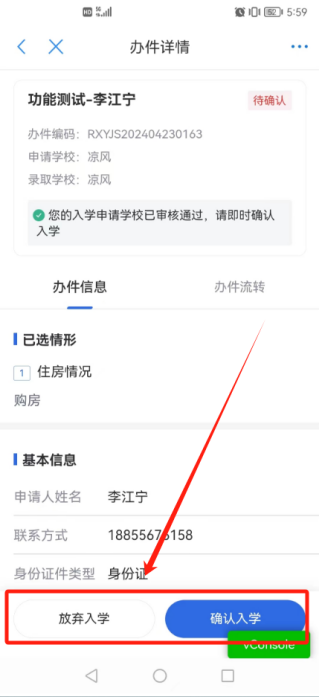 HD 5G 5:59
办件详情
功能测试-李江宁 待确认
办件编码：RXYJS202404230163
申请学校：凉风
录取学校：凉风
您的入学申请学校已审核通过，请即时确认
入学
办件信息 办件流转
已选情形
1 住房情况
购房
基本信息
申请人姓名 李江宁
联系方式 18855678158
身份证件类型 身份证
放弃入学 确认入学
vConsole